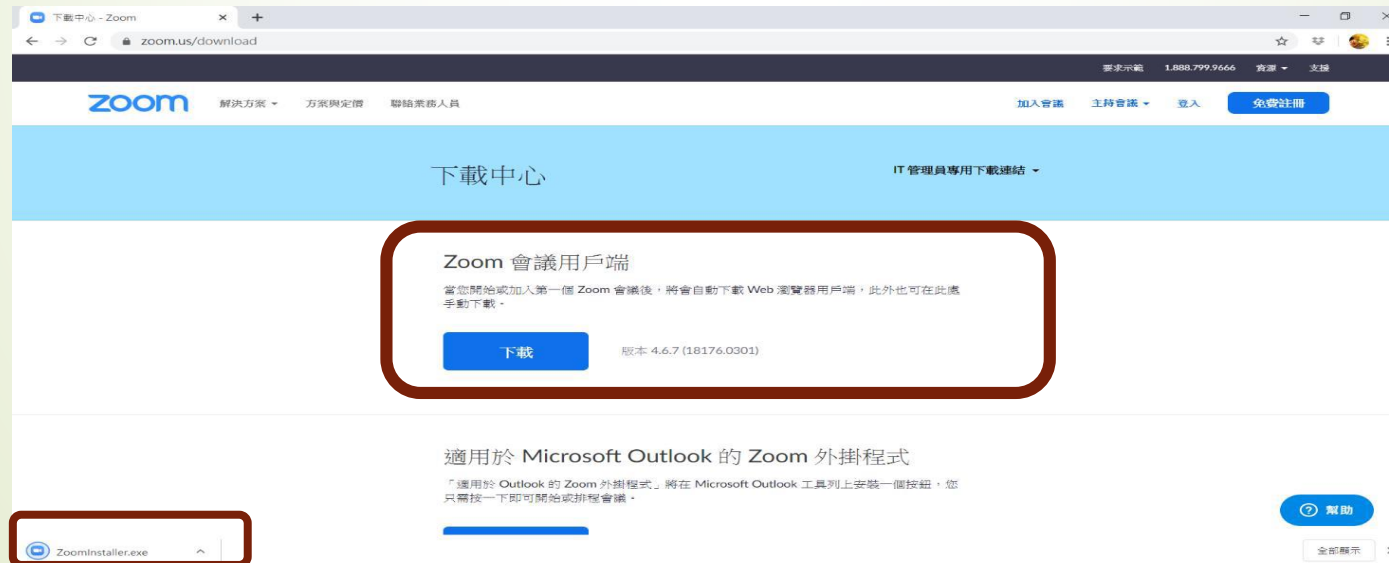 下載中心 - Zoom
zoom.us/download
要求示範 1.888.799.9666 資源 支援
zoom 解決方案 方案與定價 聯絡業務人員 加入會議 主持會議 登入 免費註冊
下載中心 IT 管理員專用下載連結
Zoom 會議用戶端
當您開始或加入第一個 Zoom 會議後，將會自動下載 Web 瀏覽器用戶端，此外也可在此處
手動下載。
下載 版本 4.6.7 (18176.0301)
適用於 Microsoft Outlook 的 Zoom 外掛程式
「適用於 Outlook 的 Zoom 外掛程式」將在 Microsoft Outlook 工具列上安裝一個按鈕，您
只需按一下即可開始或排程會議。
幫助
ZoomInstaller.exe 全部顯示